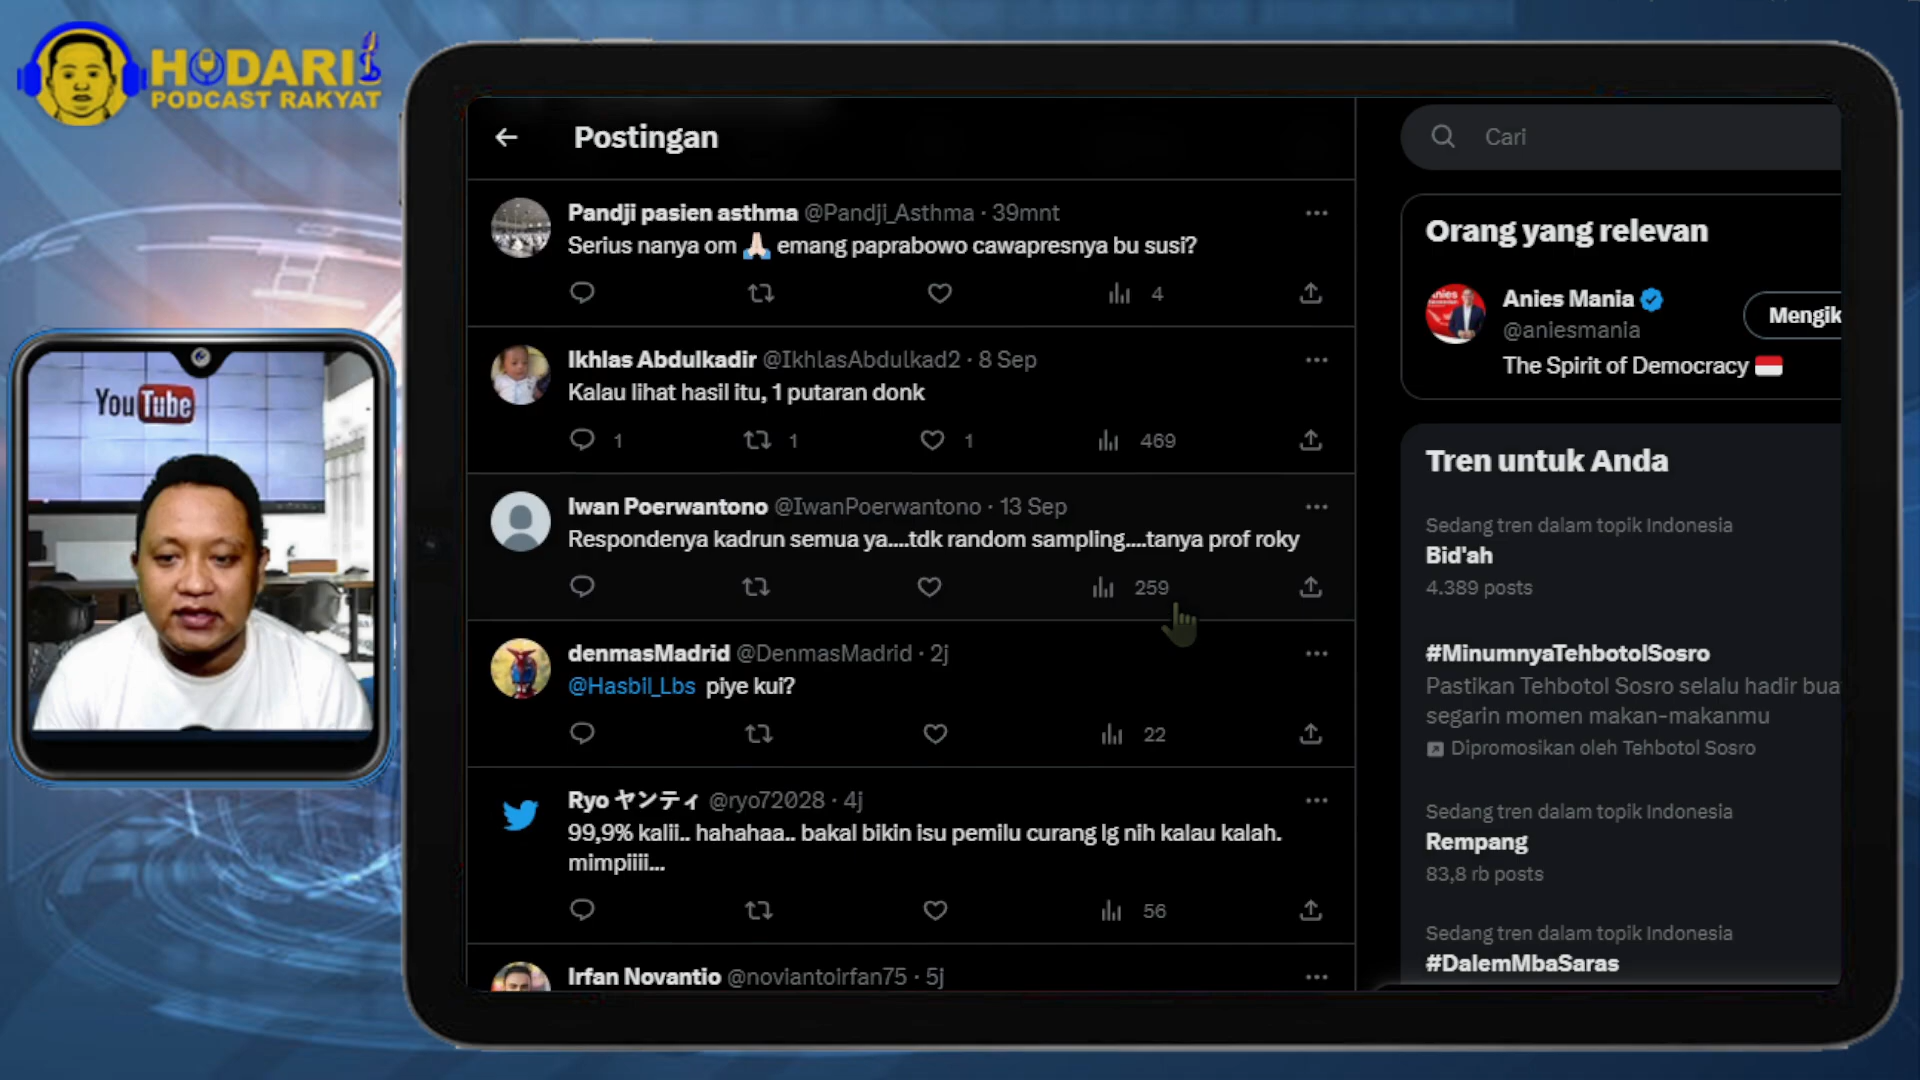 HODARI
PODCAST RAKYAT
YouTube
Postingan
Pandji pasien asthma @Pandji_Asthma · 39mnt
Serius nanya om 🙏🏻 emang paprabowo cawapresnya bu susi?
4
Ikhlas Abdulkadir @IkhlasAbdulkad2 · 8 Sep
Kalau lihat hasil itu, 1 putaran donk
1 1 1 469
Iwan Poerwantono @IwanPoerwantono · 13 Sep
Respondenya kadrun semua ya....tdk random sampling....tanya prof roky
259
denmasMadrid @DenmasMadrid · 2j
@Hasbil_Lbs piye kui?
22
Ryo ヤンティ @ryo72028 · 4j
99,9% kalii.. hahahaa.. bakal bikin isu pemilu curang lg nih kalau kalah.
mimpiiii...
56
Irfan Novantio @noviantoirfan75 · 5j
Cari
Orang yang relevan
Anies Mania
@aniesmania
Mengik
The Spirit of Democracy 🇮🇩
Tren untuk Anda
Sedang tren dalam topik Indonesia
Bid'ah
4.389 posts
#MinumnyaTehbotolSosro
Pastikan Tehbotol Sosro selalu hadir bua
segarin momen makan-makanmu
Dipromosikan oleh Tehbotol Sosro
Sedang tren dalam topik Indonesia
Rempang
83,8 rb posts
Sedang tren dalam topik Indonesia
#DalemMbaSaras